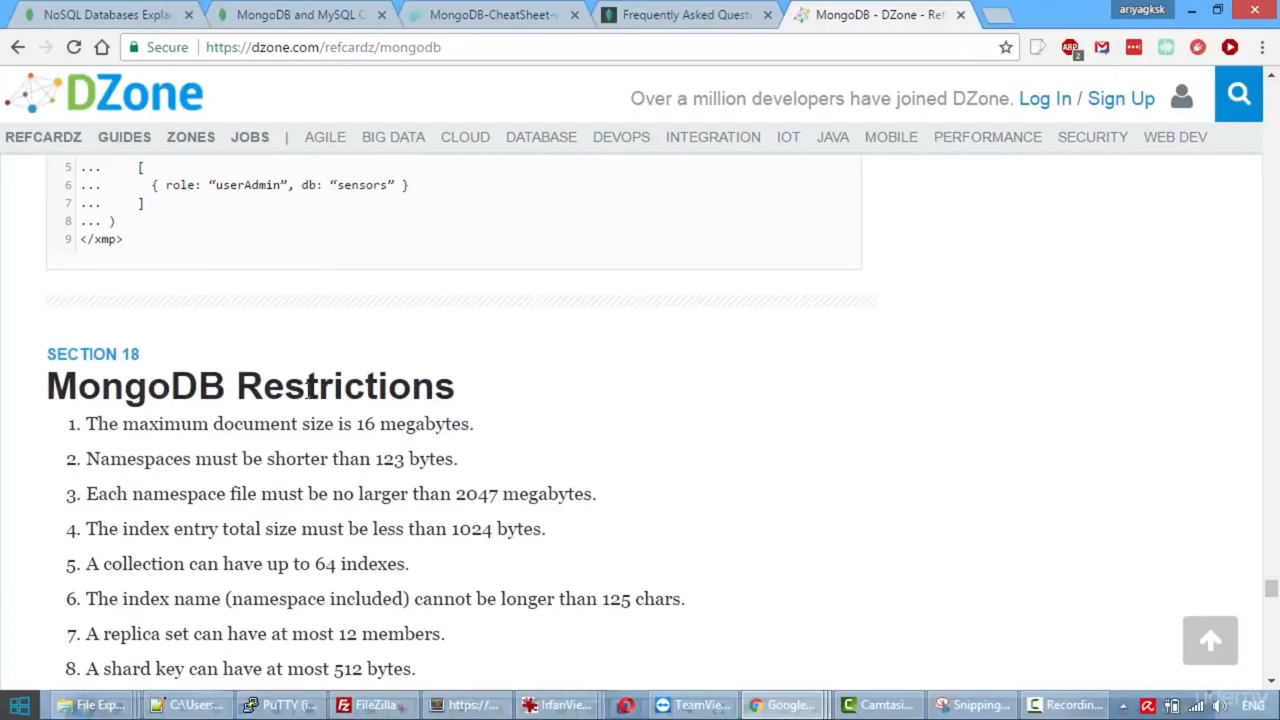 NoSQL Databases Expla
MongoDB and MySQL C
MongoDB-CheatSheet-
Frequently Asked Quest
MongoDB - DZone - Ref
ariyagksk
Secure
https://dzone.com/refcardz/mongodb
ABP
2
DZone
Over a million developers have joined DZone. Log In / Sign Up
REFCARDZ GUIDES ZONES JOBS | AGILE BIG DATA CLOUD DATABASE DEVOPS INTEGRATION IOT JAVA MOBILE PERFORMANCE SECURITY WEB DEV
5 ... [
6 ... { role: “userAdmin”, db: “sensors” }
7 ... ]
8 ... )
9 </xmp>
SECTION 18
MongoDB Restrictions
1. The maximum document size is 16 megabytes.
2. Namespaces must be shorter than 123 bytes.
3. Each namespace file must be no larger than 2047 megabytes.
4. The index entry total size must be less than 1024 bytes.
5. A collection can have up to 64 indexes.
6. The index name (namespace included) cannot be longer than 125 chars.
7. A replica set can have at most 12 members.
8. A shard key can have at most 512 bytes.
File Exp...
C:\Users...
PuTTY (i...
FileZilla
https://...
IrfanView...
TeamVie...
Google...
Camtasi...
Snipping...
Recordin...
ENG
udemy